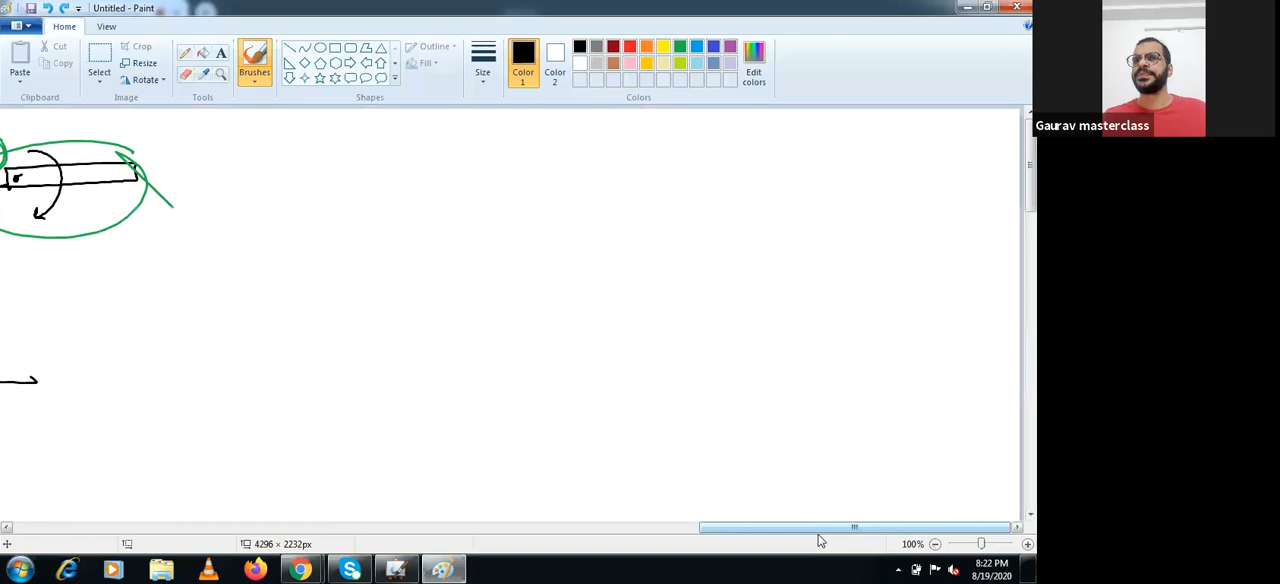 Untitled - Paint
Home
View
Paste
Cut
Copy
Clipboard
Select
Crop
Resize
Rotate
Image
A
Tools
Brushes
Outline
Fill
Shapes
Size
Color
1
Color
2
Edit
colors
Colors
Gaurav masterclass
4296 × 2232px
100%
8:22 PM
8/19/2020